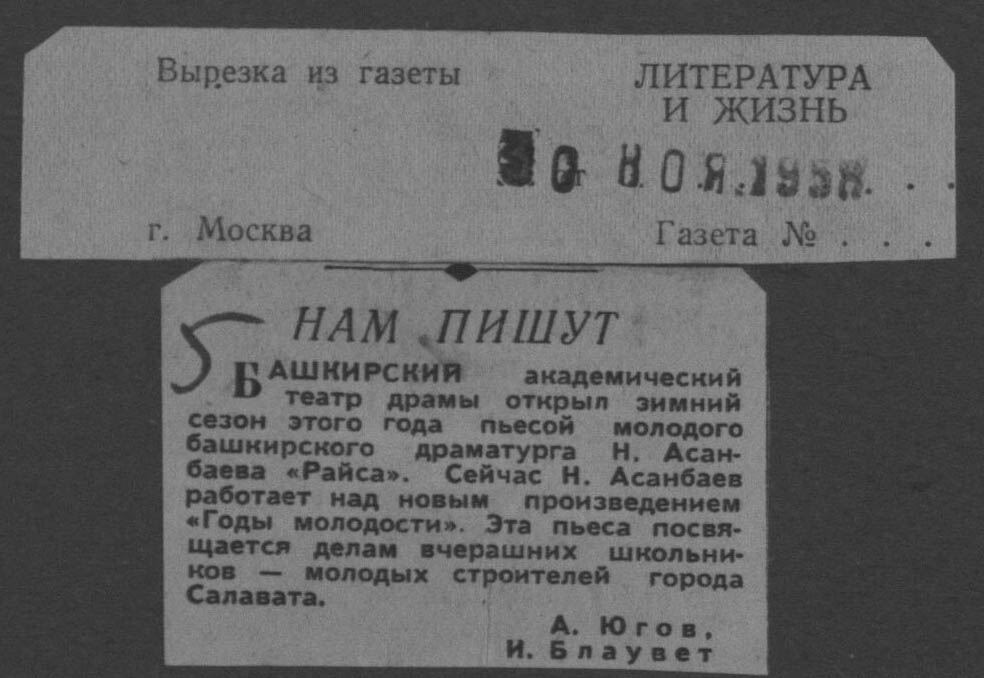 Вырезка из газеты
ЛИТЕРАТУРА
И ЖИЗНЬ
30 НОЯ. 1958 . . .
г. Москва
Газета № . . .
5
НАМ ПИШУТ
БАШКИРСКИЙ академический
театр драмы открыл зимний
сезон этого года пьесой молодого
башкирского драматурга Н. Асан-
баева «Райса». Сейчас Н. Асанбаев
работает над новым произведением
«Годы молодости». Эта пьеса посвя-
щается делам вчерашних школьни-
ков — молодых строителей города
Салавата.
А. Югов,
И. Блаувет